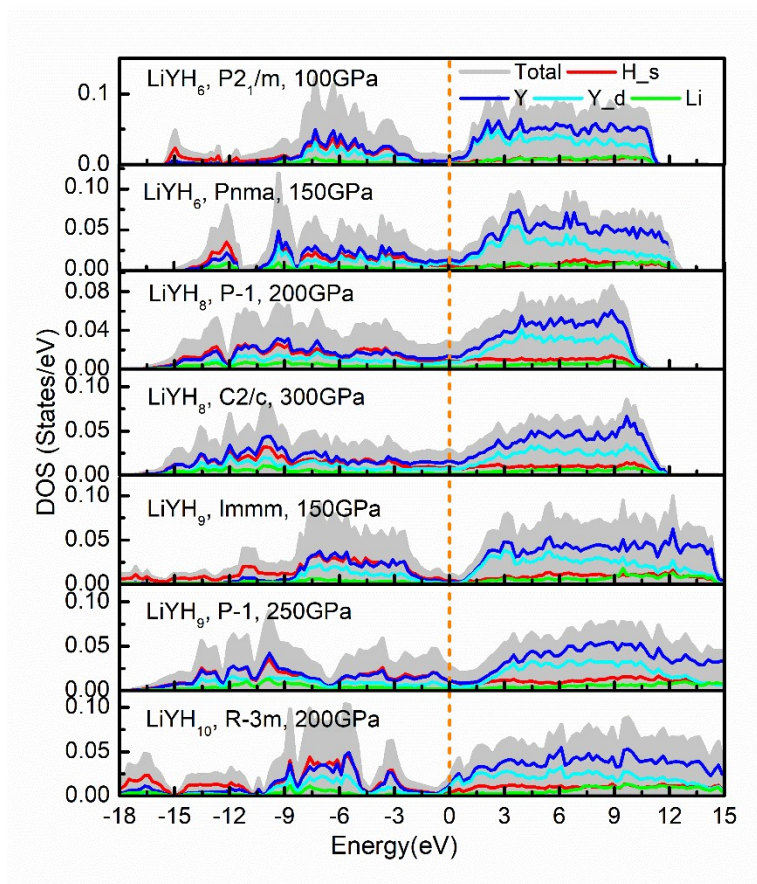 LiYH₆, P2₁/m, 100GPa
Total H_s
Y Y_d Li
0.1
0.0
LiYH₆, Pnma, 150GPa
0.10
0.05
0.00
LiYH₈, P-1, 200GPa
0.08
0.04
0.00
LiYH₈, C2/c, 300GPa
0.10
0.05
0.00
LiYH₉, Immm, 150GPa
0.10
0.05
0.00
LiYH₉, P-1, 250GPa
0.10
0.05
0.00
LiYH₁₀, R-3m, 200GPa
0.10
0.05
0.00
DOS (States/eV)
-18 -15 -12 -9 -6 -3 0 3 6 9 12 15
Energy(eV)